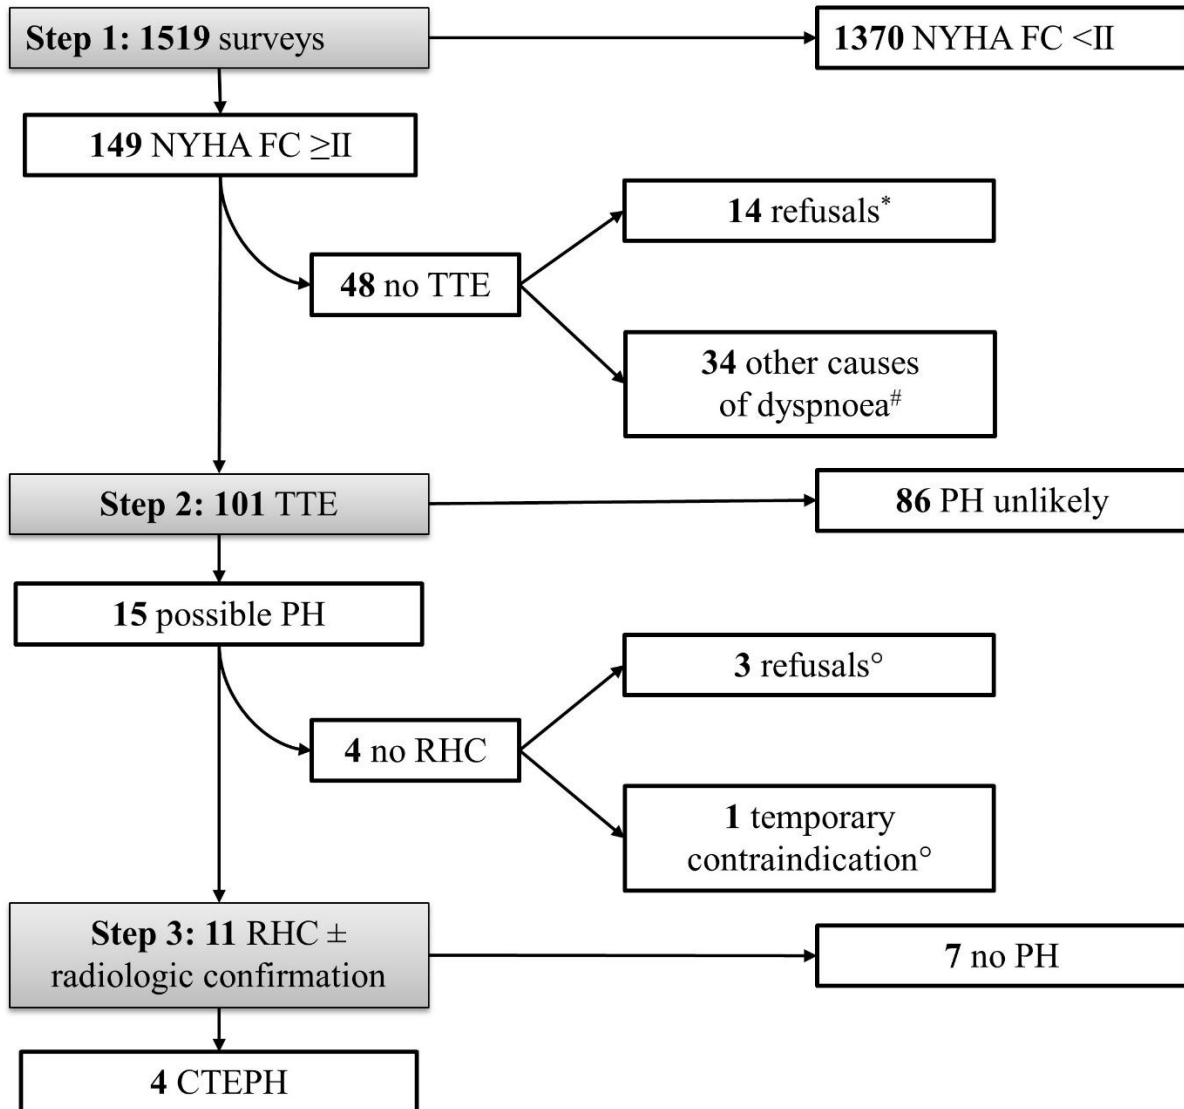 Step 1: 1519 surveys
1370 NYHA FC <II
149 NYHA FC ≥II
14 refusals*
48 no TTE
34 other causes
of dyspnoea#
Step 2: 101 TTE
86 PH unlikely
15 possible PH
3 refusals°
4 no RHC
1 temporary
contraindication°
Step 3: 11 RHC ±
radiologic confirmation
7 no PH
4 CTEPH